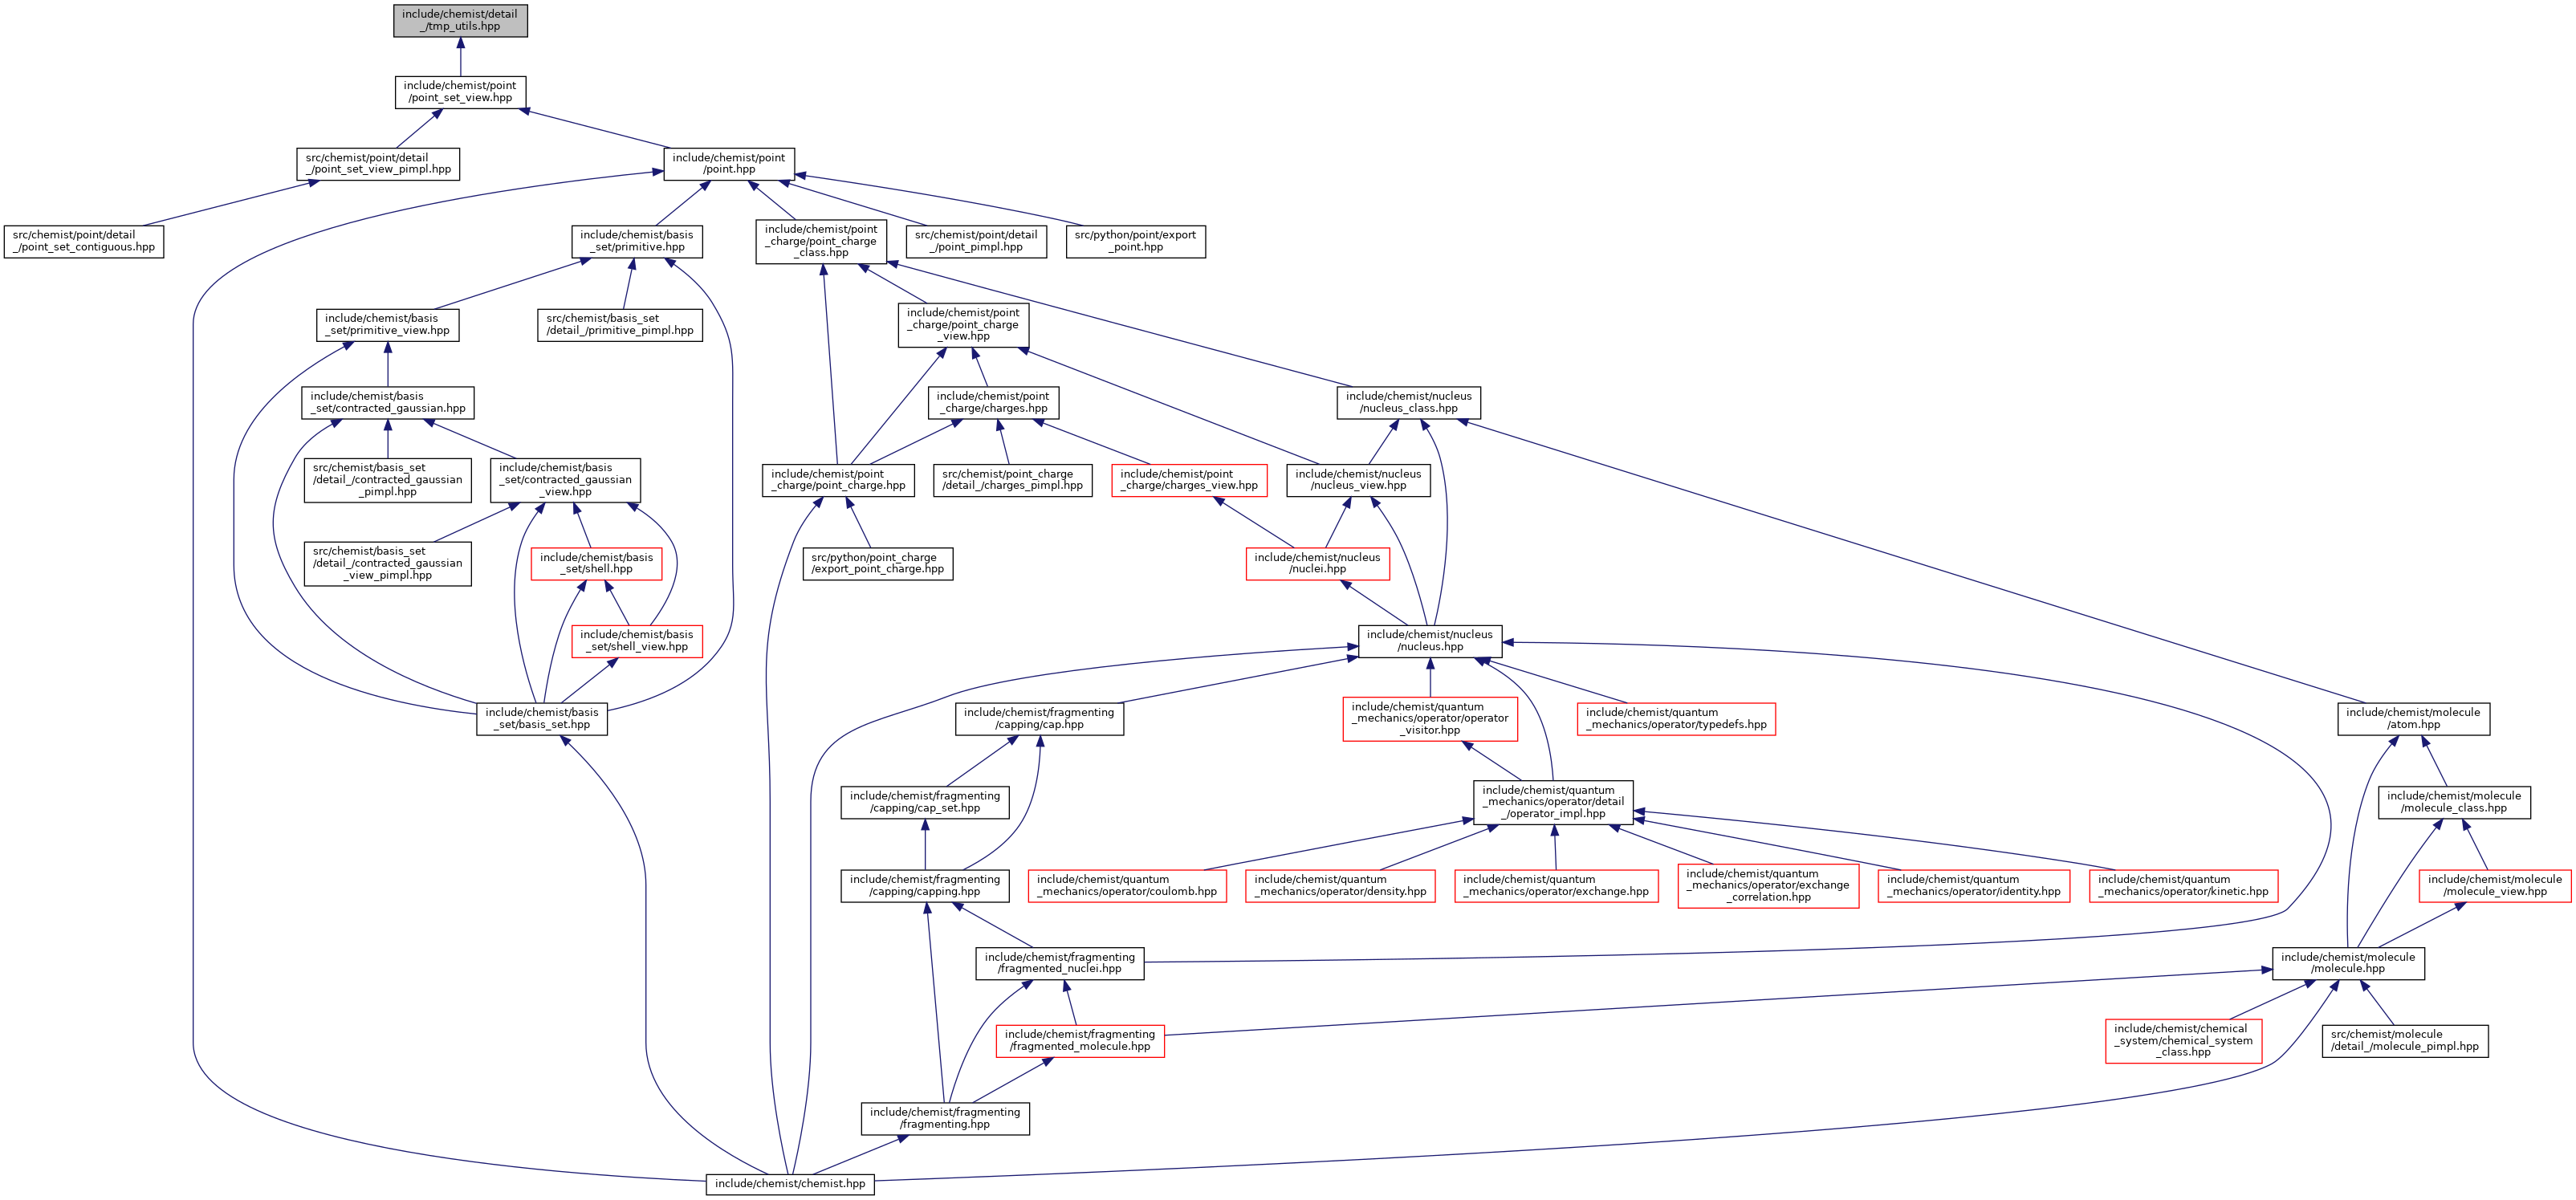 include/chemist/detail
_/tmp_utils.hpp
include/chemist/point
/point_set_view.hpp
src/chemist/point/detail
_/point_set_view_pimpl.hpp
include/chemist/point
/point.hpp
src/chemist/point/detail
_/point_set_contiguous.hpp
include/chemist/basis
_set/primitive.hpp
include/chemist/point
_charge/point_charge
_class.hpp
src/chemist/point/detail
_/point_pimpl.hpp
src/python/point/export
_point.hpp
include/chemist/basis
_set/primitive_view.hpp
src/chemist/basis_set
/detail_/primitive_pimpl.hpp
include/chemist/point
_charge/point_charge
_view.hpp
include/chemist/basis
_set/contracted_gaussian.hpp
include/chemist/point
_charge/charges.hpp
include/chemist/nucleus
/nucleus_class.hpp
src/chemist/basis_set
/detail_/contracted_gaussian
_pimpl.hpp
include/chemist/basis
_set/contracted_gaussian
_view.hpp
include/chemist/point
_charge/point_charge.hpp
src/chemist/point_charge
/detail_/charges_pimpl.hpp
include/chemist/point
_charge/charges_view.hpp
include/chemist/nucleus
/nucleus_view.hpp
src/chemist/basis_set
/detail_/contracted_gaussian
_view_pimpl.hpp
include/chemist/basis
_set/shell.hpp
src/python/point_charge
/export_point_charge.hpp
include/chemist/nucleus
/nuclei.hpp
include/chemist/basis
_set/shell_view.hpp
include/chemist/nucleus
/nucleus.hpp
include/chemist/basis
_set/basis_set.hpp
include/chemist/fragmenting
/capping/cap.hpp
include/chemist/quantum
_mechanics/operator/operator
_visitor.hpp
include/chemist/quantum
_mechanics/operator/typedefs.hpp
include/chemist/molecule
/atom.hpp
include/chemist/fragmenting
/capping/cap_set.hpp
include/chemist/quantum
_mechanics/operator/detail
_/operator_impl.hpp
include/chemist/molecule
/molecule_class.hpp
include/chemist/fragmenting
/capping/capping.hpp
include/chemist/quantum
_mechanics/operator/coulomb.hpp
include/chemist/quantum
_mechanics/operator/density.hpp
include/chemist/quantum
_mechanics/operator/exchange.hpp
include/chemist/quantum
_mechanics/operator/exchange
_correlation.hpp
include/chemist/quantum
_mechanics/operator/identity.hpp
include/chemist/quantum
_mechanics/operator/kinetic.hpp
include/chemist/molecule
/molecule_view.hpp
include/chemist/fragmenting
/fragmented_nuclei.hpp
include/chemist/molecule
/molecule.hpp
include/chemist/fragmenting
/fragmented_molecule.hpp
include/chemist/chemical
_system/chemical_system
_class.hpp
src/chemist/molecule
/detail_/molecule_pimpl.hpp
include/chemist/fragmenting
/fragmenting.hpp
include/chemist/chemist.hpp